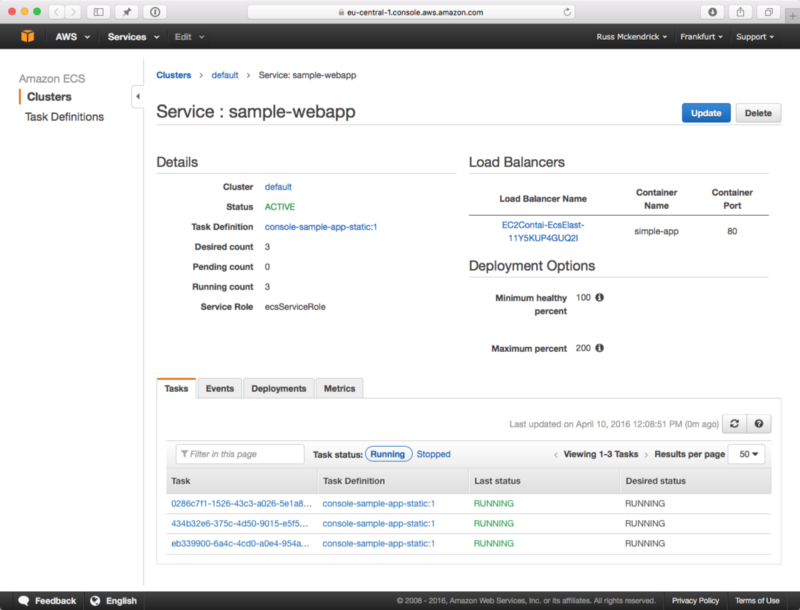 eu-central-1.console.aws.amazon.com
AWS Services Edit Russ Mckendrick Frankfurt Support
Amazon ECS
Clusters
Task Definitions
Clusters > default > Service: sample-webapp
Service : sample-webapp
Update Delete
Details
Cluster default
Status ACTIVE
Task Definition console-sample-app-static:1
Desired count 3
Pending count 0
Running count 3
Service Role ecsServiceRole
Load Balancers
Load Balancer Name Container Name Container Port
EC2Contai-EcsElast-
11Y5KUP4GUQ2I
simple-app 80
Deployment Options
Minimum healthy percent 100
Maximum percent 200
Tasks Events Deployments Metrics
Last updated on April 10, 2016 12:08:51 PM (0m ago)
Filter in this page Task status: Running Stopped < Viewing 1-3 Tasks > Results per page 50
Task Task Definition Last status Desired status
0286c7f1-1526-43c3-a026-5e1a8... console-sample-app-static:1 RUNNING RUNNING
434b32e6-375c-4d50-9015-e5f5... console-sample-app-static:1 RUNNING RUNNING
eb339900-6a4c-4cd0-a0e4-954a... console-sample-app-static:1 RUNNING RUNNING
Feedback English © 2008 - 2016, Amazon Web Services, Inc. or its affiliates. All rights reserved. Privacy Policy Terms of Use